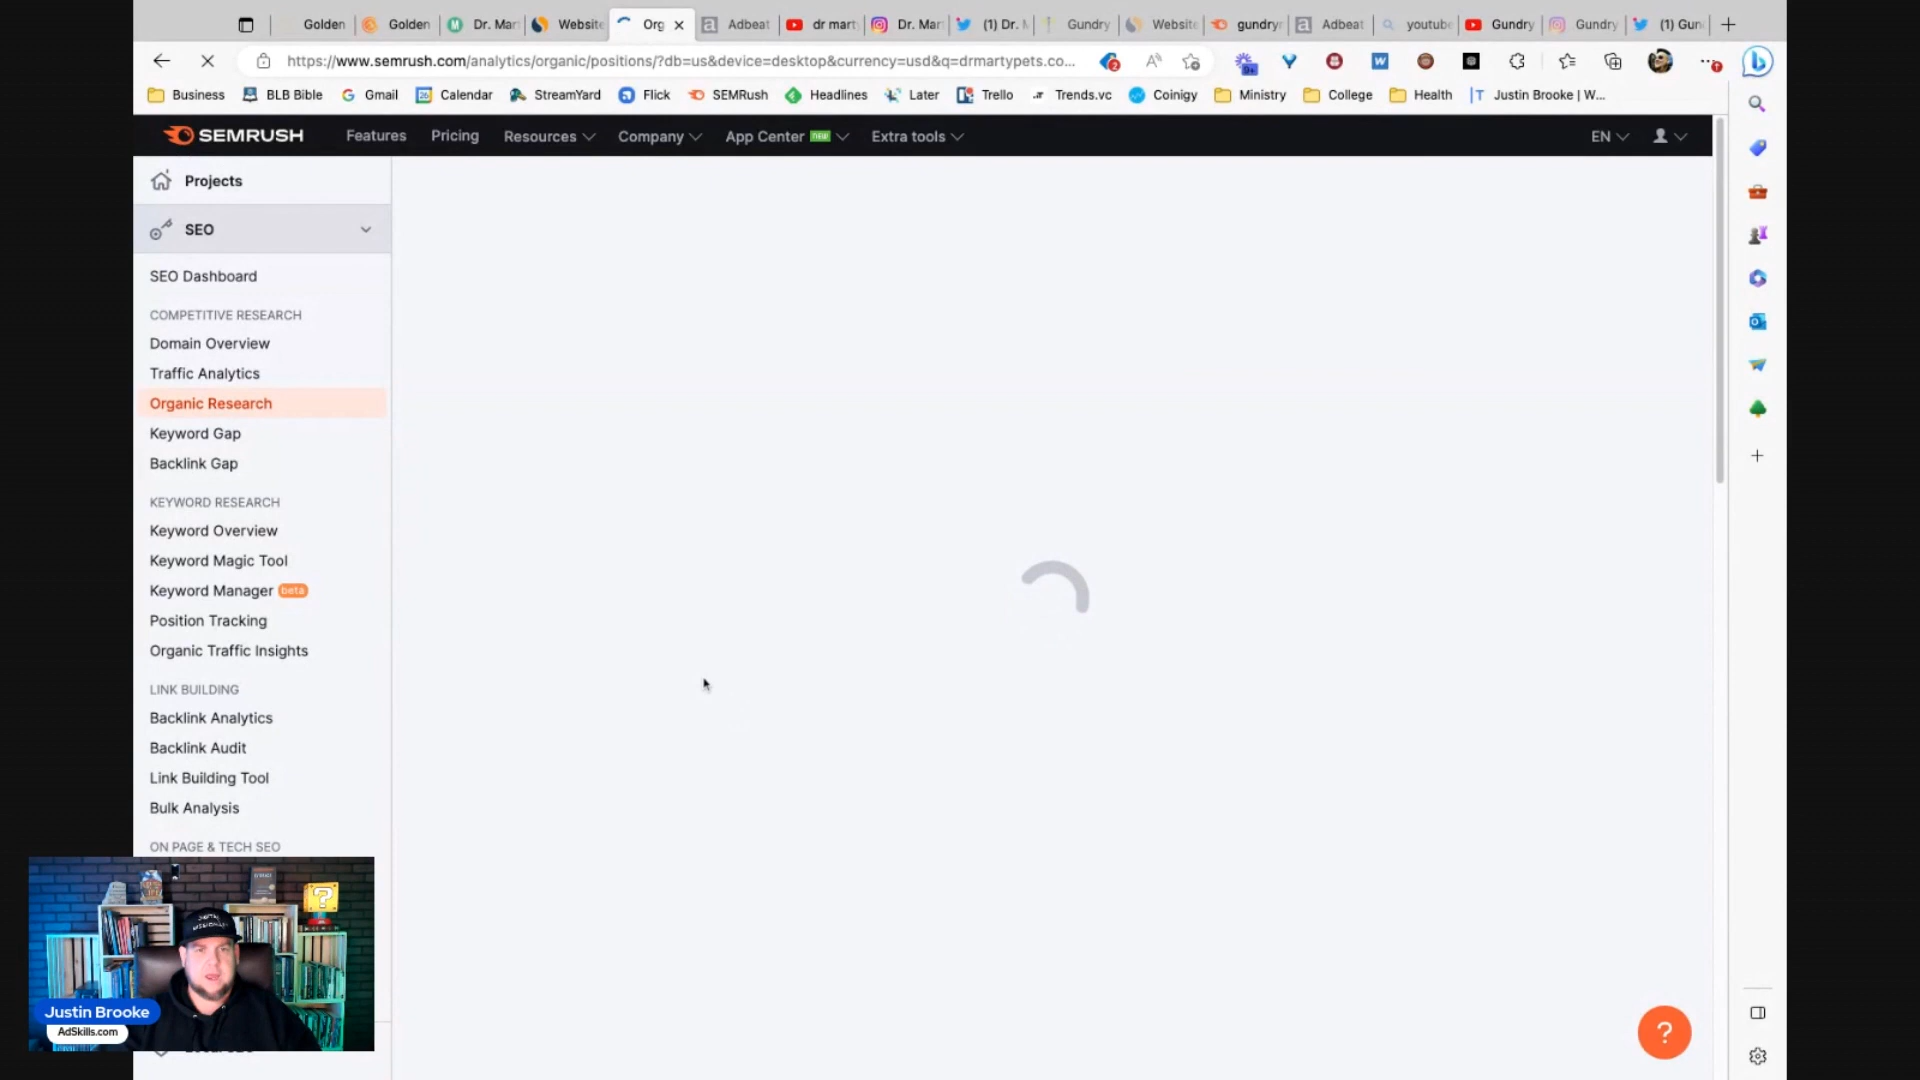 Golden
Golden
Dr. Mar
Website
Org
Adbeat
dr mart
Dr. Mar
(1) Dr. M
Gundry
Website
gundryr
Adbeat
youtube
Gundry
Gundry
(1) Gun
https://www.semrush.com/analytics/organic/positions/?db=us&device=desktop&currency=usd&q=drmartypets.co...
Business
BLB Bible
Gmail
Calendar
StreamYard
Flick
SEMRush
Headlines
Later
Trello
Trends.vc
Coinigy
Ministry
College
Health
Justin Brooke | W...
SEMRUSH
Features
Pricing
Resources
Company
App Center NEW
Extra tools
EN
Projects
SEO
SEO Dashboard
COMPETITIVE RESEARCH
Domain Overview
Traffic Analytics
Organic Research
Keyword Gap
Backlink Gap
KEYWORD RESEARCH
Keyword Overview
Keyword Magic Tool
Keyword Manager beta
Position Tracking
Organic Traffic Insights
LINK BUILDING
Backlink Analytics
Backlink Audit
Link Building Tool
Bulk Analysis
ON PAGE & TECH SEO
Justin Brooke
AdSkills.com
?